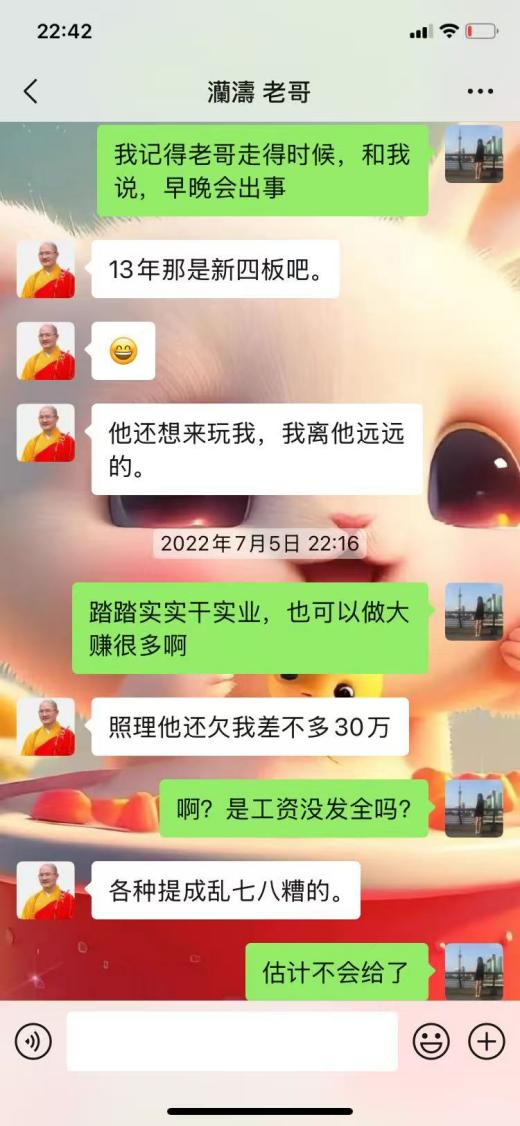 22:42
灡濤 老哥
我记得老哥走得时候，和我
说，早晚会出事
13年那是新四板吧。
他还想来玩我，我离他远远
的。
2022年7月5日 22:16
踏踏实实干实业，也可以做大
赚很多啊
照理他还欠我差不多30万
啊？是工资没发全吗？
各种提成乱七八糟的。
估计不会给了